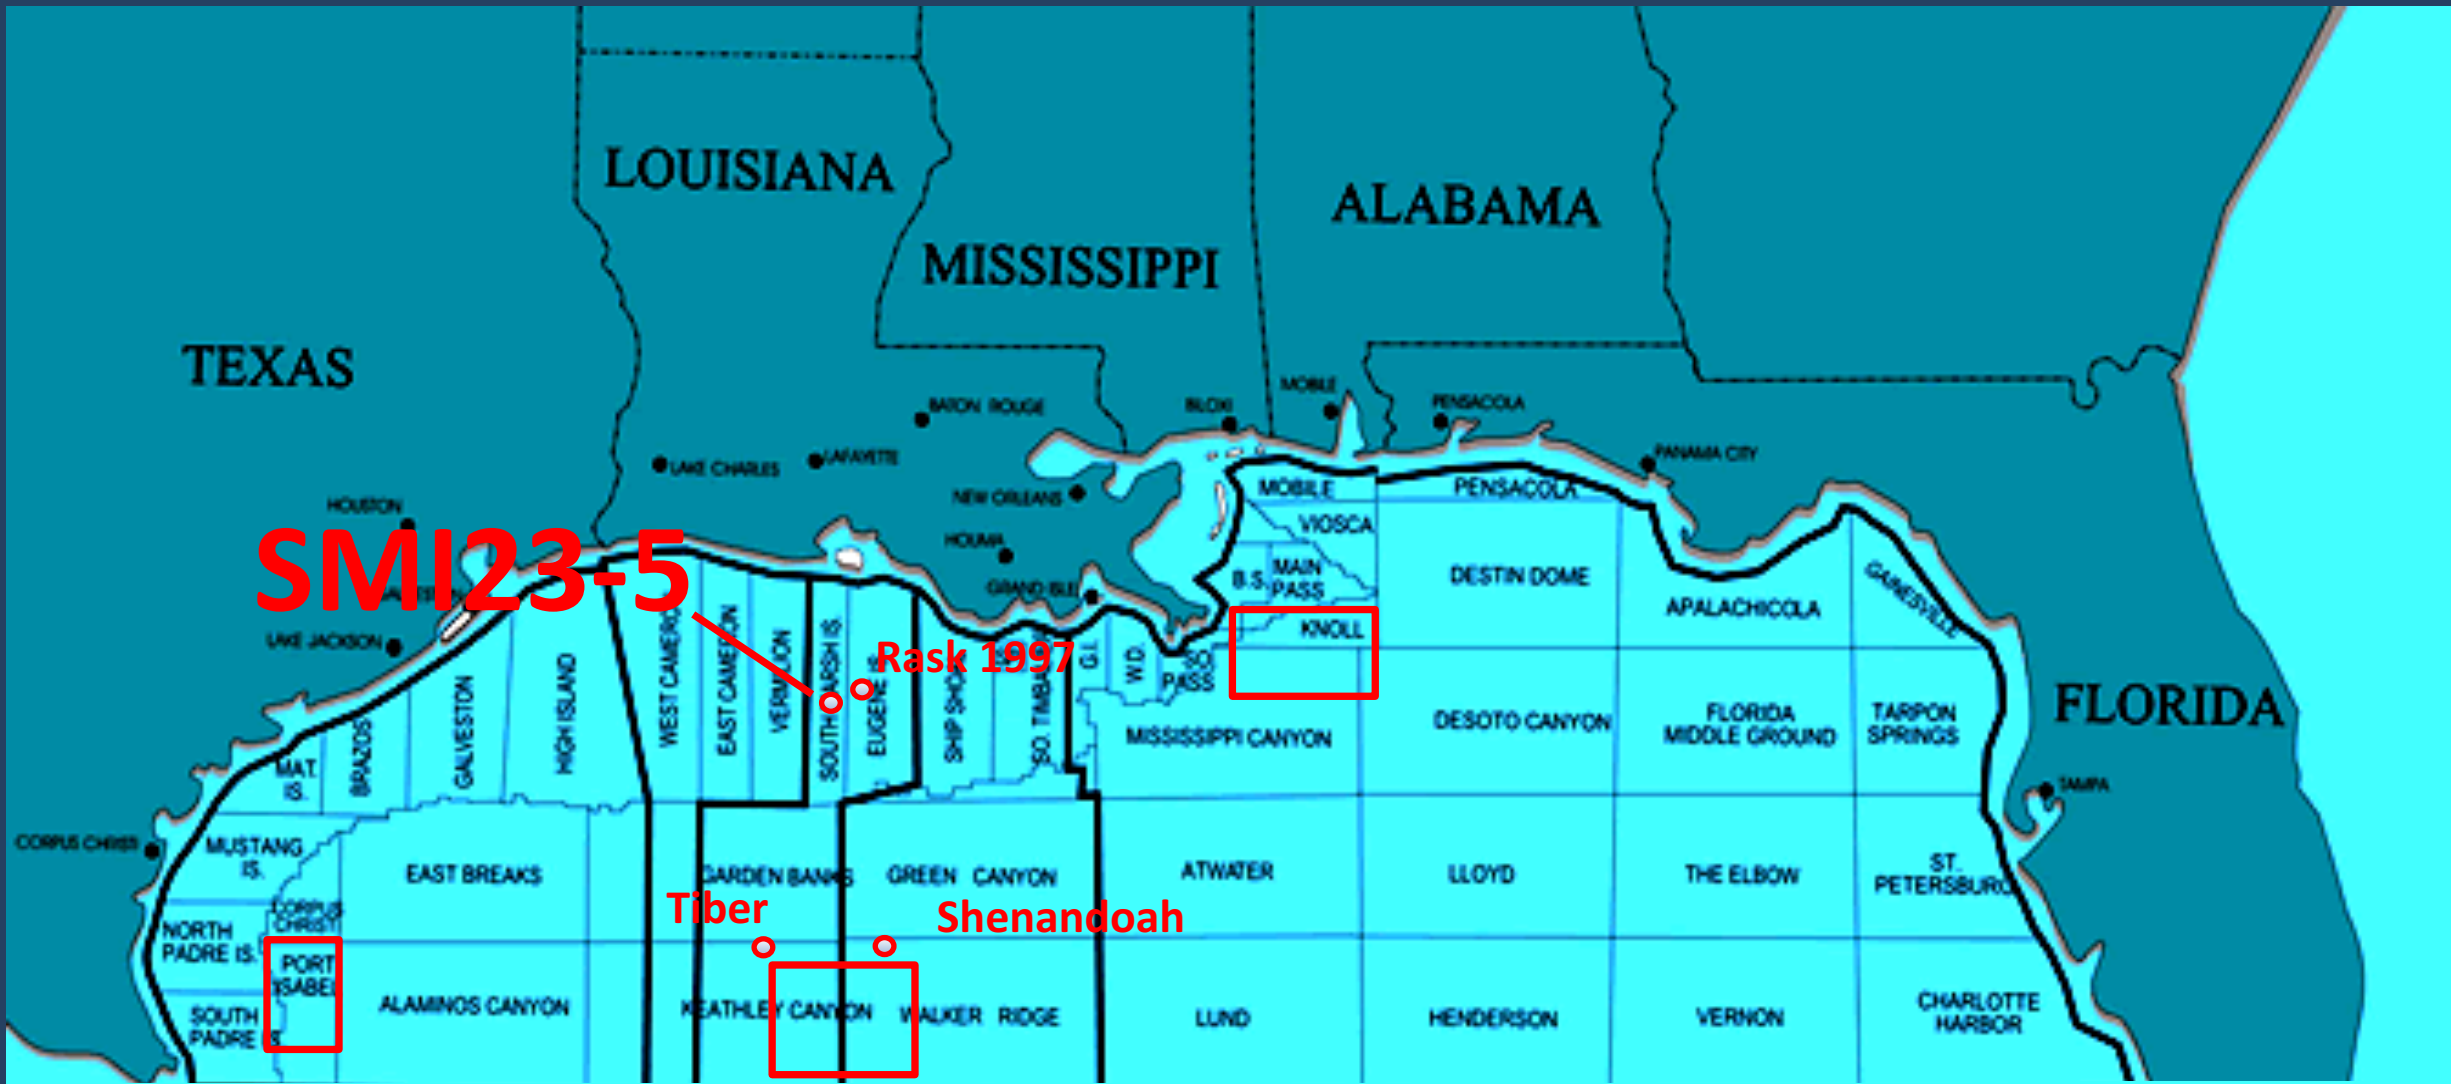 LOUISIANA
ALABAMA
MISSISSIPPI
TEXAS
MOBILE
BATON ROUGE
BILOXI
PENSACOLA
LAKE CHARLES
LAFAYETTE
PANAMA CITY
NEW ORLEANS
MOBILE
PENSACOLA
HOUSTON
VIOSCA
HOUMA
SMI23-5
MAIN
PASS
B.S.
DESTIN DOME
GRAND ISLE
APALACHICOLA
GAINESVILLE
LAKE JACKSON
KNOLL
Rask 1997
WEST CAMERON
EAST CAMERON
VERMILION
SOUTH MARSH IS.
EUGENE IS.
SHIP SHOAL
SO. TIMBALIER
G.I.
W.D.
SO.
PASS
HIGH ISLAND
GALVESTON
BRAZOS
MAT.
IS.
FLORIDA
MISSISSIPPI CANYON
DESOTO CANYON
FLORIDA
MIDDLE GROUND
TARPON
SPRINGS
TAMPA
CORPUS CHRISTI
MUSTANG
IS.
EAST BREAKS
GARDEN BANKS
GREEN CANYON
ATWATER
LLOYD
THE ELBOW
ST.
PETERSBURG
Tiber
Shenandoah
CORPUS
CHRISTI
NORTH
PADRE IS.
PORT
ISABEL
ALAMINOS CANYON
KEATHLEY CANYON
WALKER RIDGE
LUND
HENDERSON
VERNON
CHARLOTTE
HARBOR
SOUTH
PADRE IS